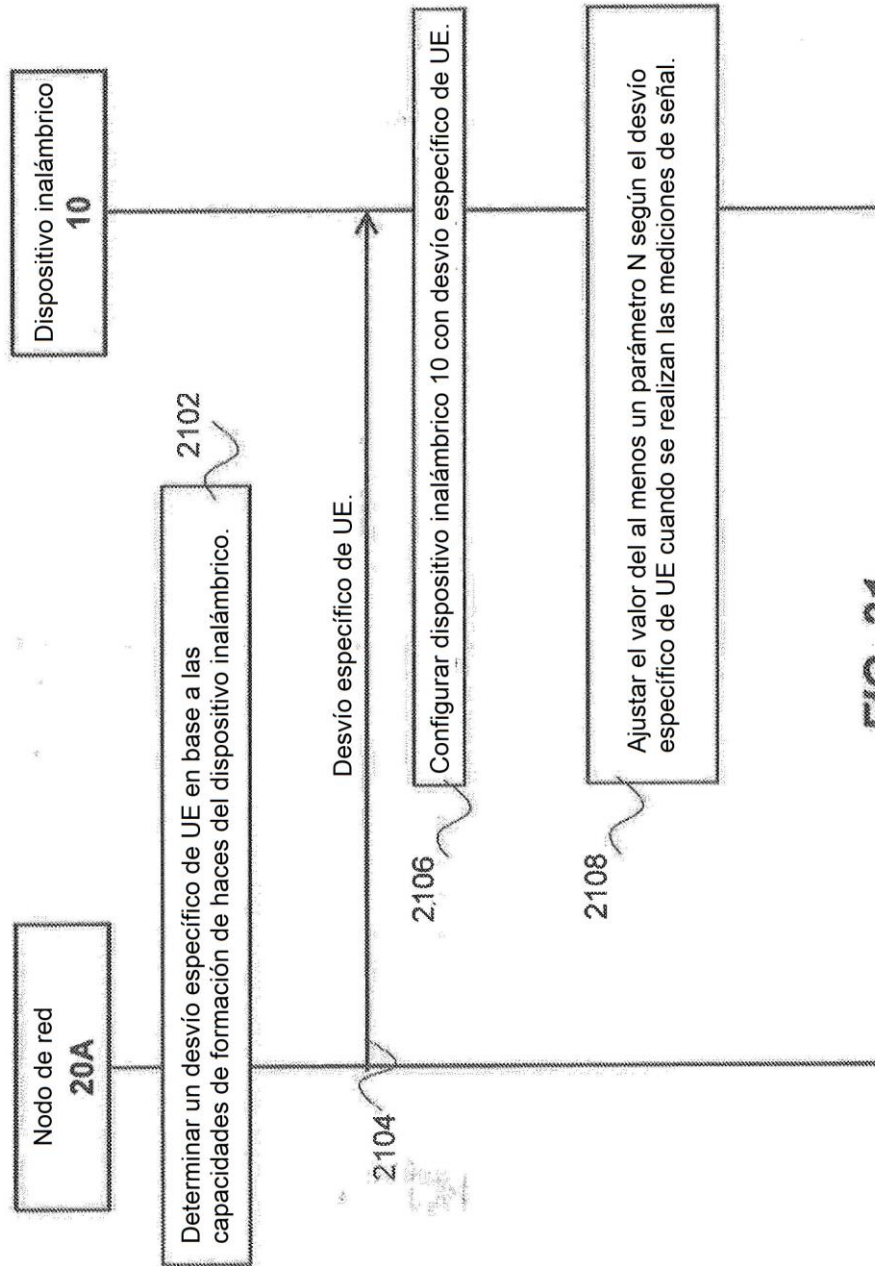 Nodo de red
20A
Dispositivo inalámbrico
10
Determinar un desvío específico de UE en base a las
capacidades de formación de haces del dispositivo inalámbrico.
2102
Desvío específico de UE.
2104
Configurar dispositivo inalámbrico 10 con desvío específico de UE.
2106
Ajustar el valor del al menos un parámetro N según el desvío
específico de UE cuando se realizan las mediciones de señal.
2108